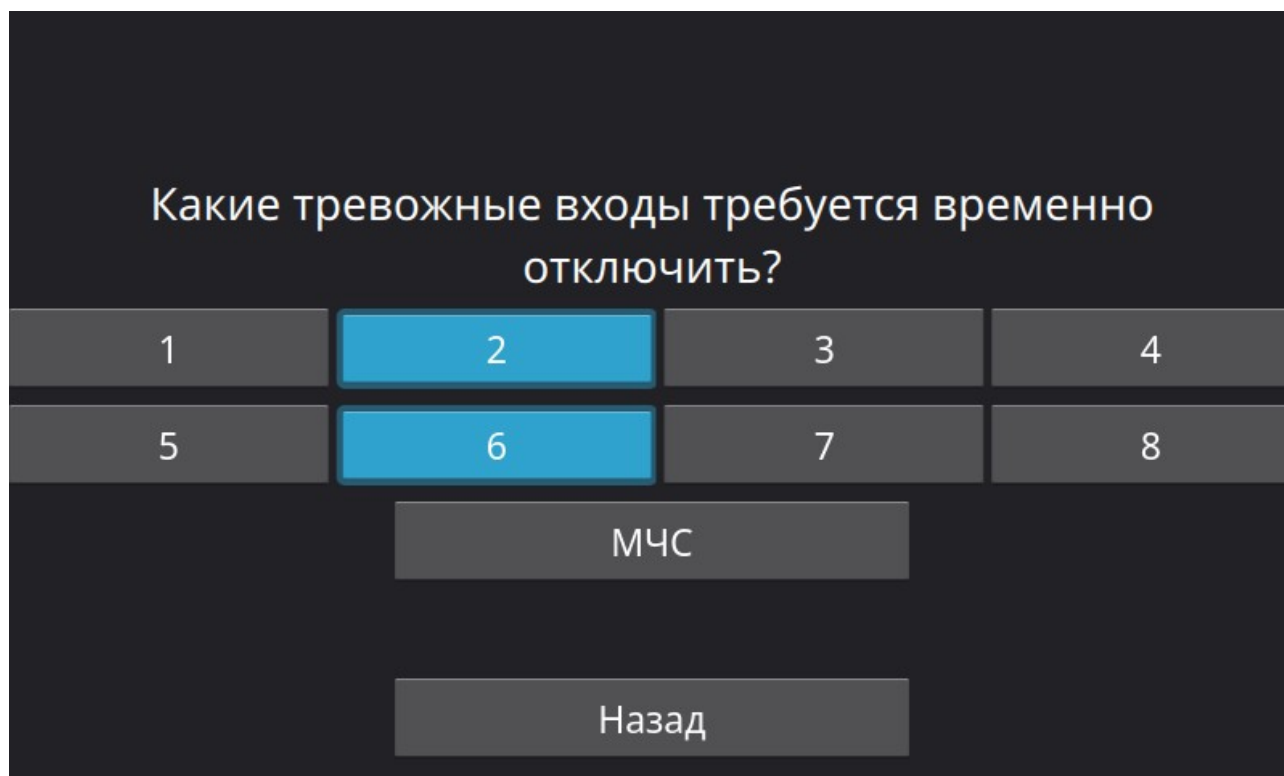 Какие тревожные входы требуется временно
отключить?
1 2 3 4
5 6 7 8
МЧС
Назад